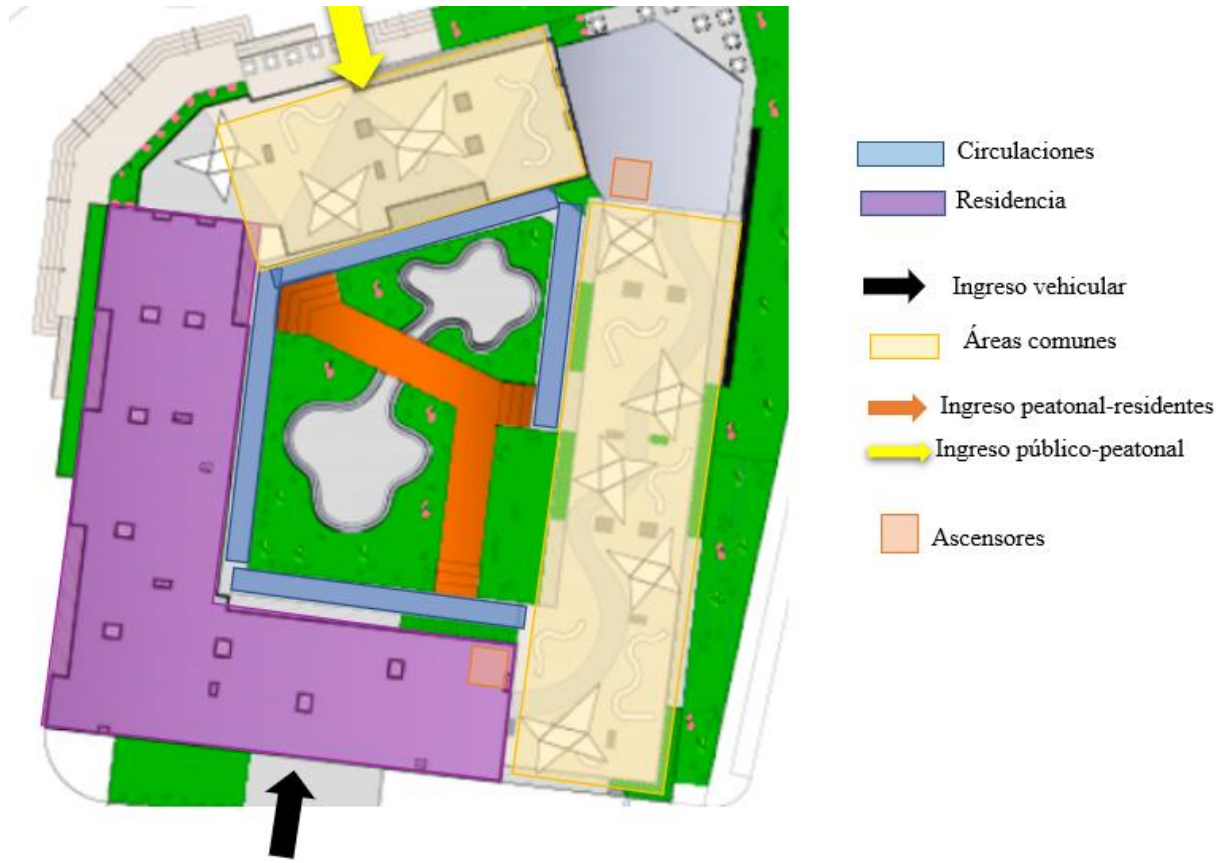 Circulaciones
Residencia
Ingreso vehicular
Áreas comunes
Ingreso peatonal-residentes
Ingreso público-peatonal
Ascensores